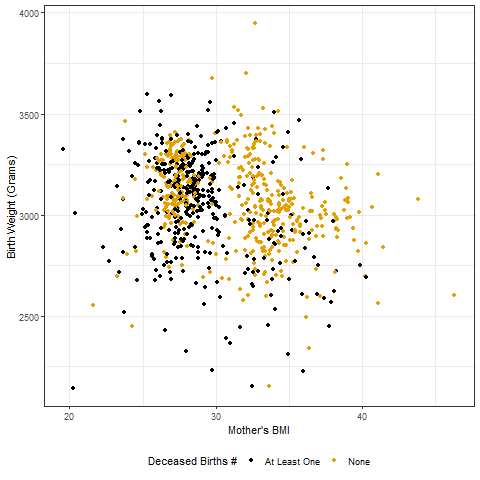 4000
3500
3000
2500
Birth Weight (Grams)
20
30
40
Mother's BMI
Deceased Births # At Least One None